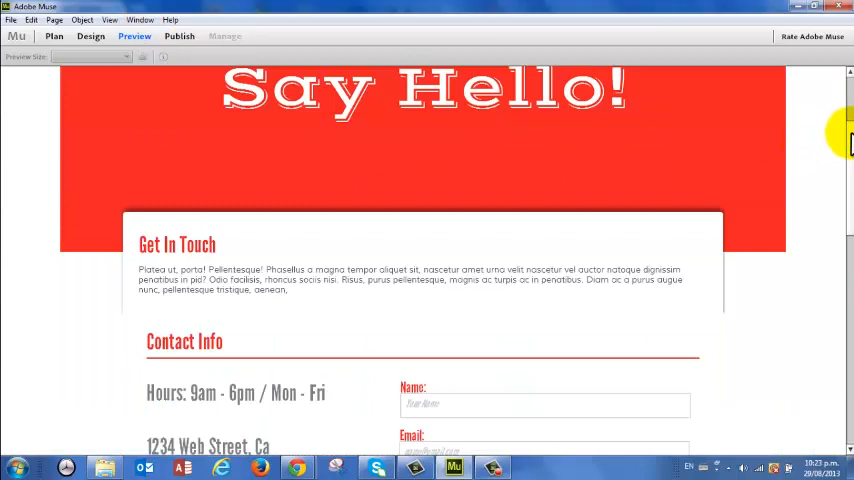 Adobe Muse
File Edit Page Object View Window Help
Mu Plan Design Preview Publish Manage Rate Adobe Muse
Preview Size:
Say Hello!
Get In Touch
Platea ut, porta! Pellentesque! Phasellus a magna tempor aliquet sit, nascetur amet urna velit nascetur vel auctor natoque dignissim
penatibus in pid? Odio facilisis, rhoncus sociis nisi. Risus, purus pellentesque, magnis ac turpis ac in penatibus. Diam ac a purus augue
nunc, pellentesque tristique, aenean,
Contact Info
Hours: 9am - 6pm / Mon - Fri
Name:
Your Name
1234 Web Street, Ca
Email:
EN
10:23 p.m.
29/08/2013
Mu